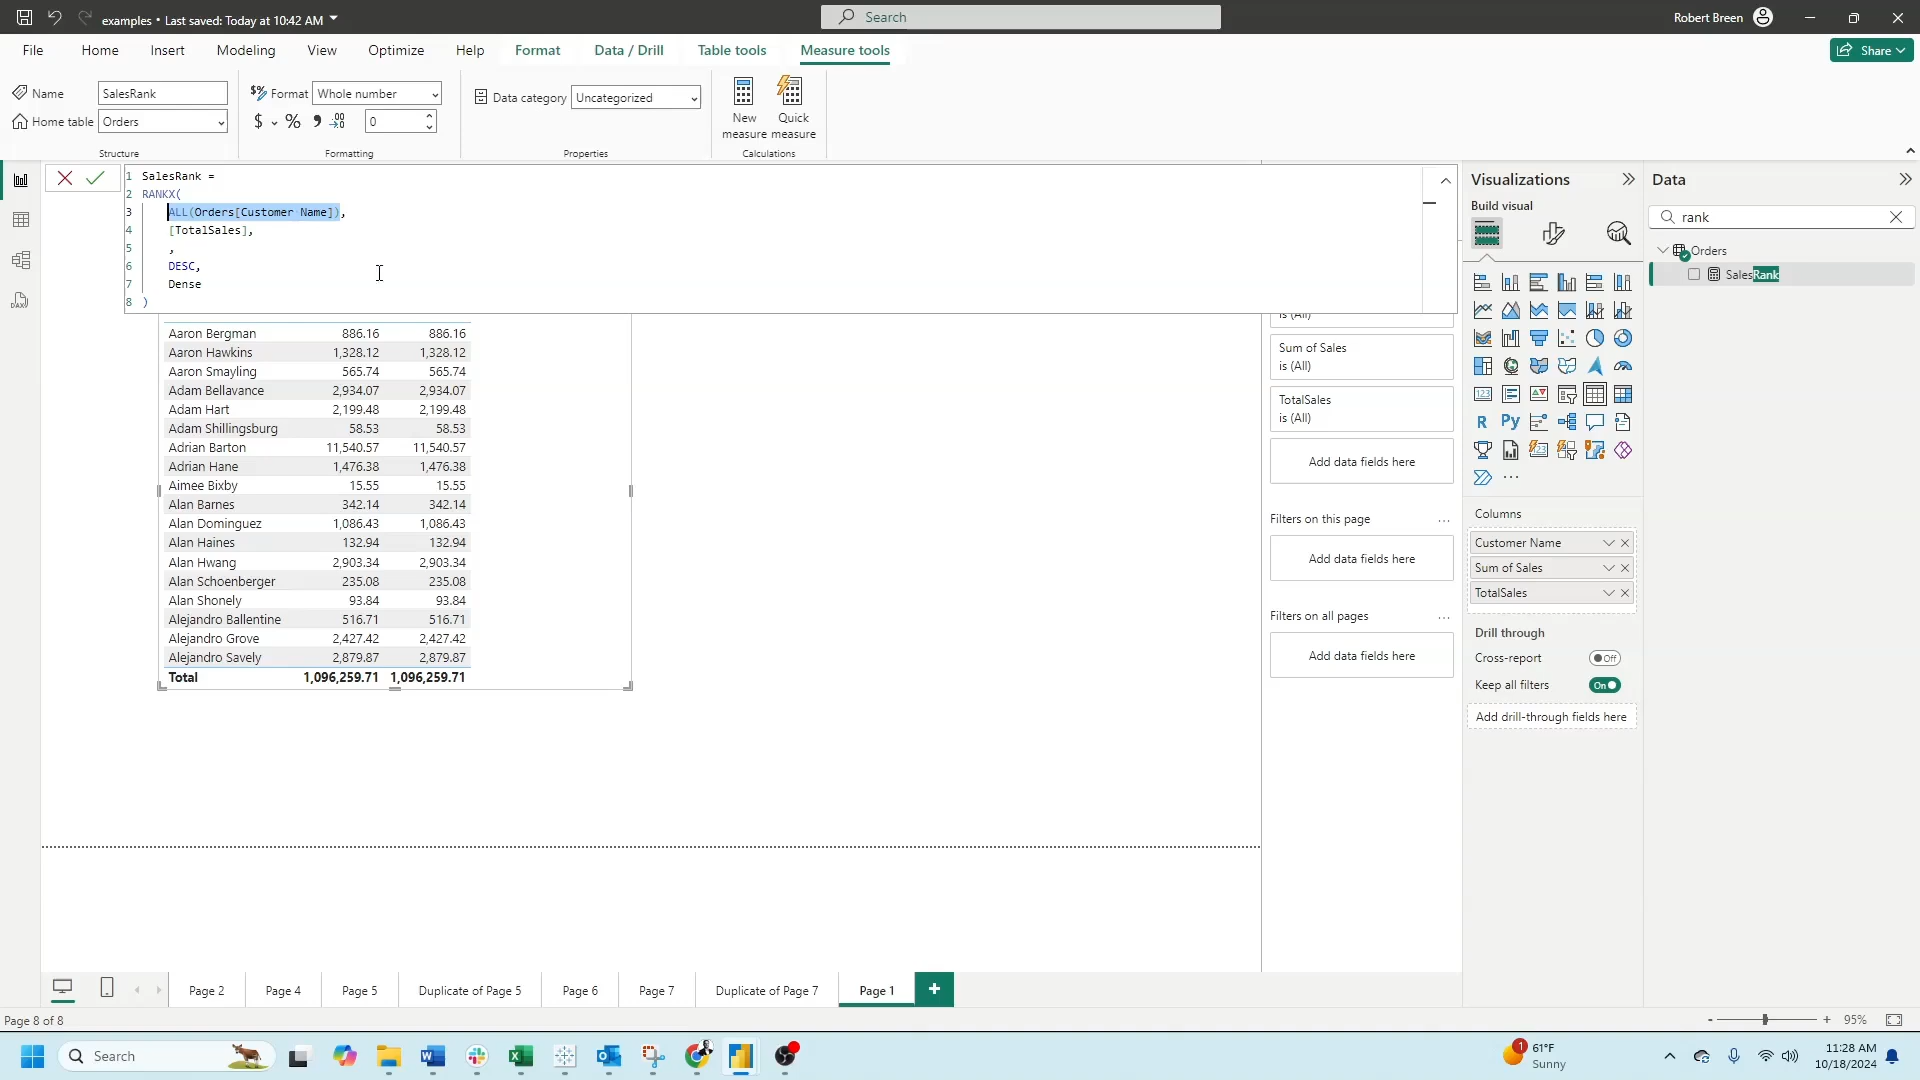 examples • Last saved: Today at 10:42 AM
Search
Robert Breen
File Home Insert Modeling View Optimize Help Format Data / Drill Table tools Measure tools
Share
Name SalesRank
Home table Orders
Structure
Format Whole number
$ % 0
Formatting
Data category Uncategorized
Properties
New measure
Quick measure
Calculations
1 SalesRank =
2 RANKX(
3 ALL(Orders[Customer Name]),
4 [TotalSales],
5 ,
6 DESC,
7 Dense
8 )
Aaron Bergman 886.16 886.16
Aaron Hawkins 1,328.12 1,328.12
Aaron Smayling 565.74 565.74
Adam Bellavance 2,934.07 2,934.07
Adam Hart 2,199.48 2,199.48
Adam Shillingsburg 58.53 58.53
Adrian Barton 11,540.57 11,540.57
Adrian Hane 1,476.38 1,476.38
Aimee Bixby 15.55 15.55
Alan Barnes 342.14 342.14
Alan Dominguez 1,086.43 1,086.43
Alan Haines 132.94 132.94
Alan Hwang 2,903.34 2,903.34
Alan Schoenberger 235.08 235.08
Alan Shonely 93.84 93.84
Alejandro Ballentine 516.71 516.71
Alejandro Grove 2,427.42 2,427.42
Alejandro Savely 2,879.87 2,879.87
Total 1,096,259.71 1,096,259.71
is (All)
Sum of Sales
is (All)
TotalSales
is (All)
Add data fields here
Filters on this page ...
Add data fields here
Filters on all pages ...
Add data fields here
Visualizations
Build visual
123
R Py
123
...
Columns
Customer Name
Sum of Sales
TotalSales
Drill through
Cross-report Off
Keep all filters On
Add drill-through fields here
Data
rank
Orders
SalesRank
DAX
Page 2 Page 4 Page 5 Duplicate of Page 5 Page 6 Page 7 Duplicate of Page 7 Page 1 +
Page 8 of 8
- + 95%
Search
1
61°F
Sunny
11:28 AM
10/18/2024